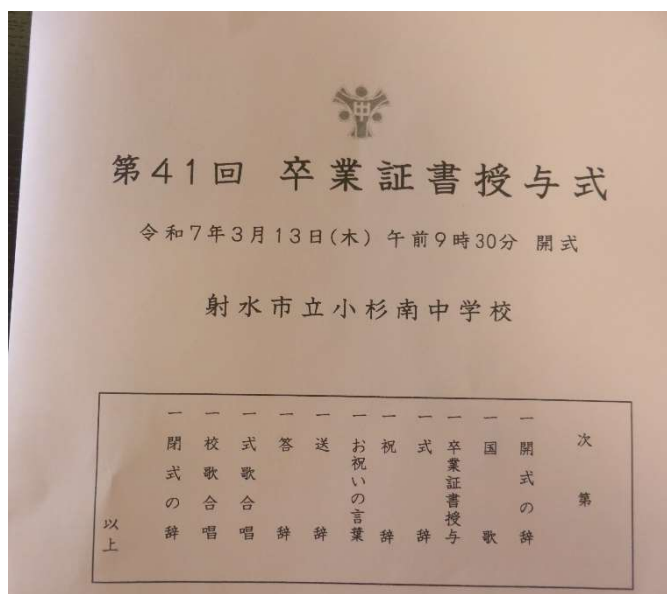 中
第41回 卒業証書授与式
令和7年3月13日(木) 午前9時30分 開式
射水市立小杉南中学校
次第
一 開式の辞
一 国歌
一 卒業証書授与
一 式辞
一 祝辞
一 お祝いの言葉
一 送辞
一 答辞
一 式歌合唱
一 校歌合唱
一 閉式の辞
以上